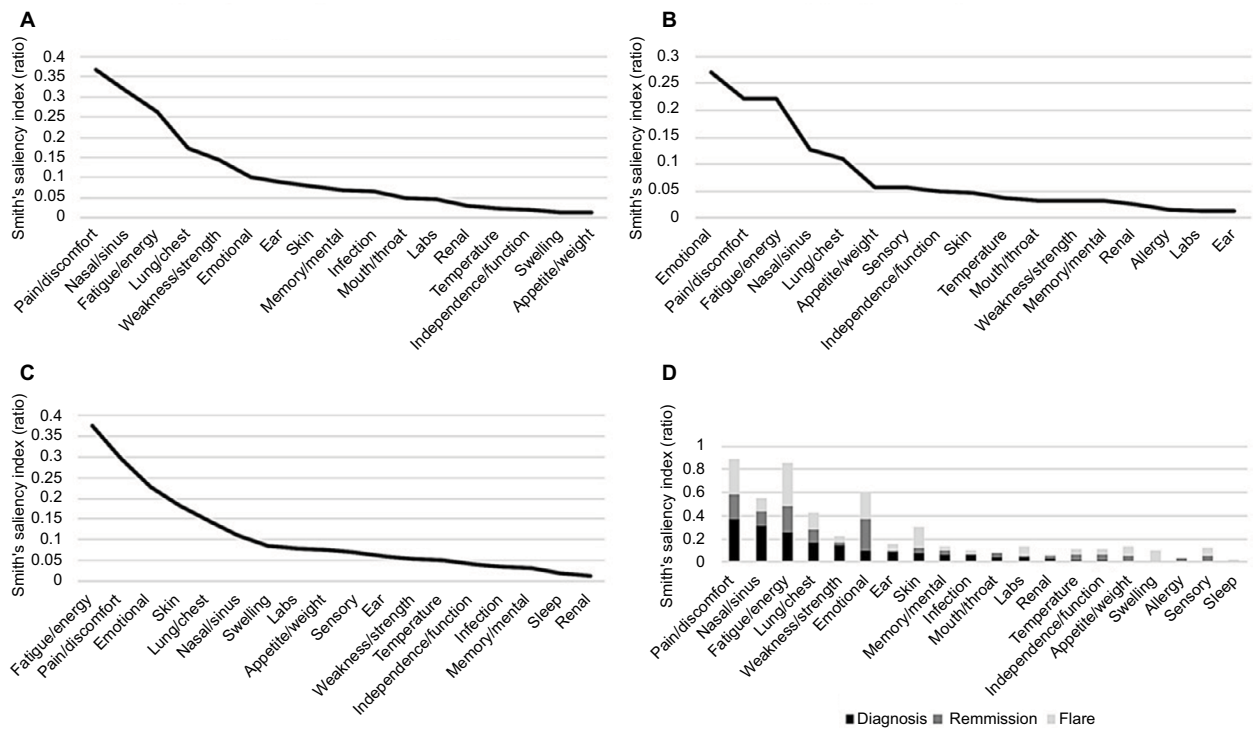 A
Smith's saliency index (ratio)
0.4
0.35
0.3
0.25
0.2
0.15
0.1
0.05
0
Pain/discomfort
Nasal/sinus
Fatigue/energy
Lung/chest
Weakness/strength
Emotional
Ear
Skin
Memory/mental
Infection
Mouth/throat
Labs
Renal
Temperature
Independence/function
Swelling
Appetite/weight
B
Smith's saliency index (ratio)
0.3
0.25
0.2
0.15
0.1
0.05
0
Emotional
Pain/discomfort
Fatigue/energy
Nasal/sinus
Lung/chest
Appetite/weight
Sensory
Independence/function
Skin
Temperature
Mouth/throat
Weakness/strength
Memory/mental
Renal
Allergy
Labs
Ear
C
Smith's saliency index (ratio)
0.4
0.35
0.3
0.25
0.2
0.15
0.1
0.05
0
Fatigue/energy
Pain/discomfort
Emotional
Skin
Lung/chest
Nasal/sinus
Swelling
Labs
Appetite/weight
Sensory
Ear
Weakness/strength
Temperature
Independence/function
Infection
Memory/mental
Sleep
Renal
D
Smith's saliency index (ratio)
1
0.8
0.6
0.4
0.2
0
Pain/discomfort
Nasal/sinus
Fatigue/energy
Lung/chest
Weakness/strength
Emotional
Ear
Skin
Memory/mental
Infection
Mouth/throat
Labs
Renal
Temperature
Independence/function
Appetite/weight
Swelling
Allergy
Sensory
Sleep
Diagnosis Remmission Flare